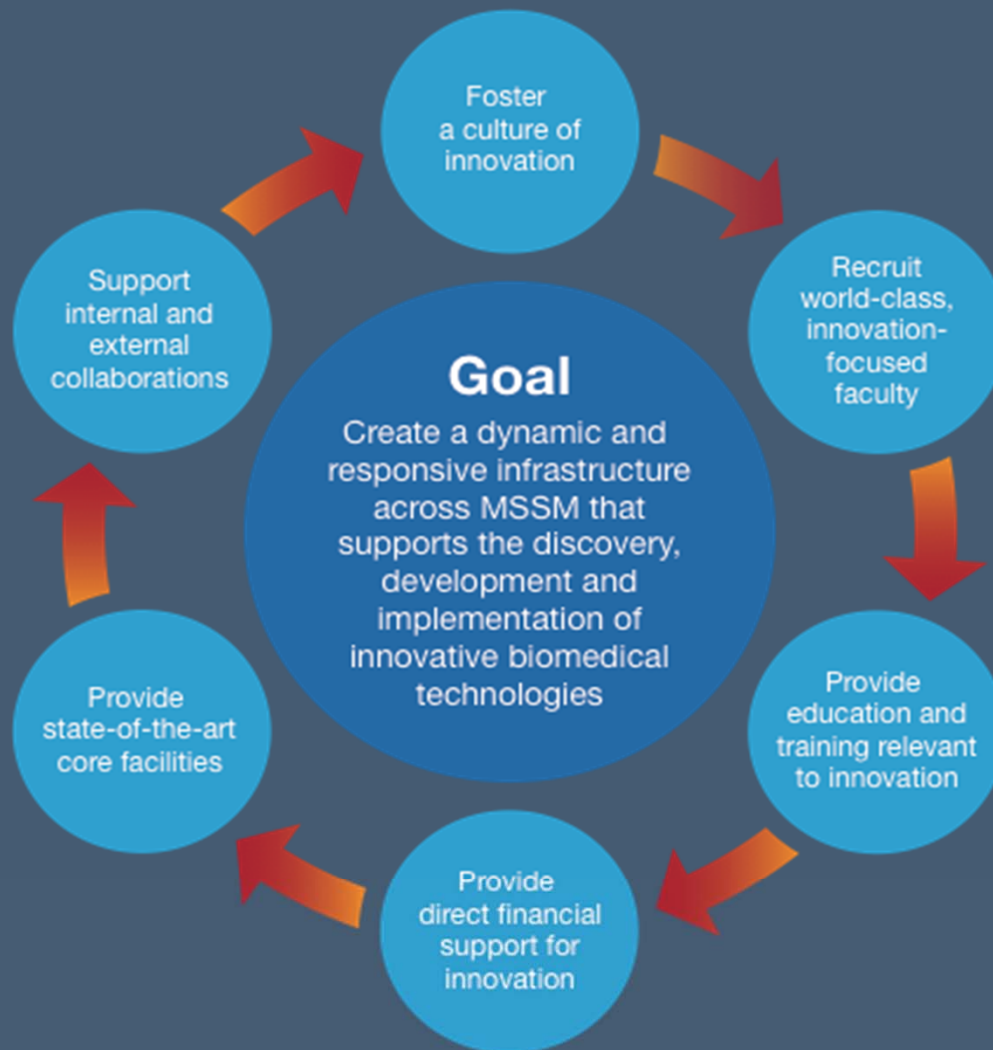 Foster
a culture of
innovation
Recruit
world-class,
innovation-
focused
faculty
Provide
education and
training relevant
to innovation
Provide
direct financial
support for
innovation
Provide
state-of-the-art
core facilities
Support
internal and
external
collaborations
Goal
Create a dynamic and
responsive infrastructure
across MSSM that
supports the discovery,
development and
implementation of
innovative biomedical
technologies